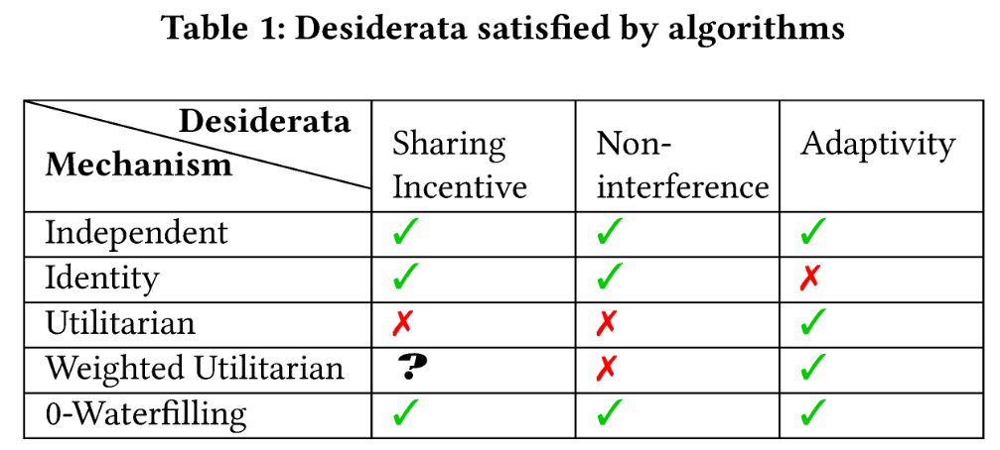 Table 1: Desiderata satisfied by algorithms
Desiderata
Mechanism
Sharing
Incentive
Non-
interference
Adaptivity
Independent ✓ ✓ ✓
Identity ✓ ✓ ✗
Utilitarian ✗ ✗ ✓
Weighted Utilitarian ? ✗ ✓
0-Waterfilling ✓ ✓ ✓